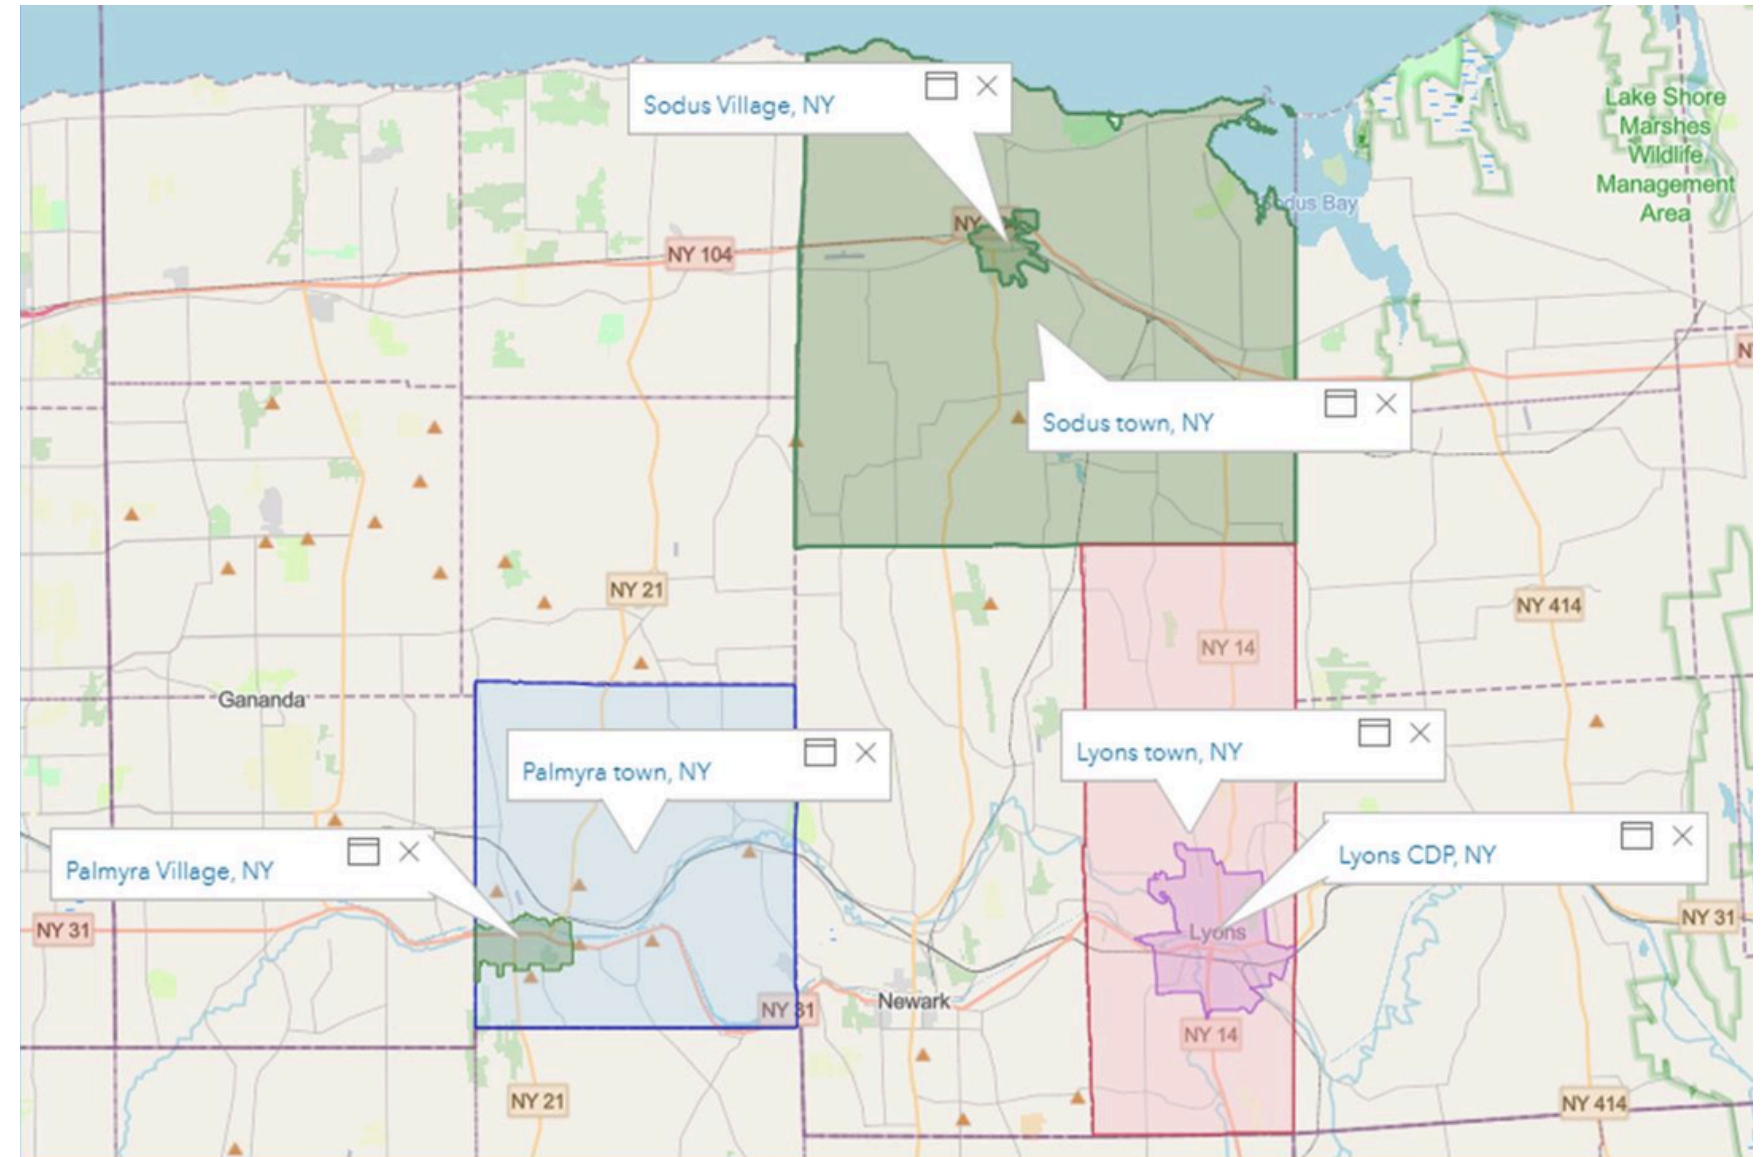 Lake Shore
Marshes
Wildlife
Management
Area
Sodus Village, NY
NY
Sodus Bay
NY 104
N
Sodus town, NY
NY 21
NY 414
NY 14
Gananda
Palmyra town, NY
Lyons town, NY
Palmyra Village, NY
Lyons CDP, NY
NY 31
NY 31
Lyons
NY 31
Newark
NY 14
NY 21
NY 414